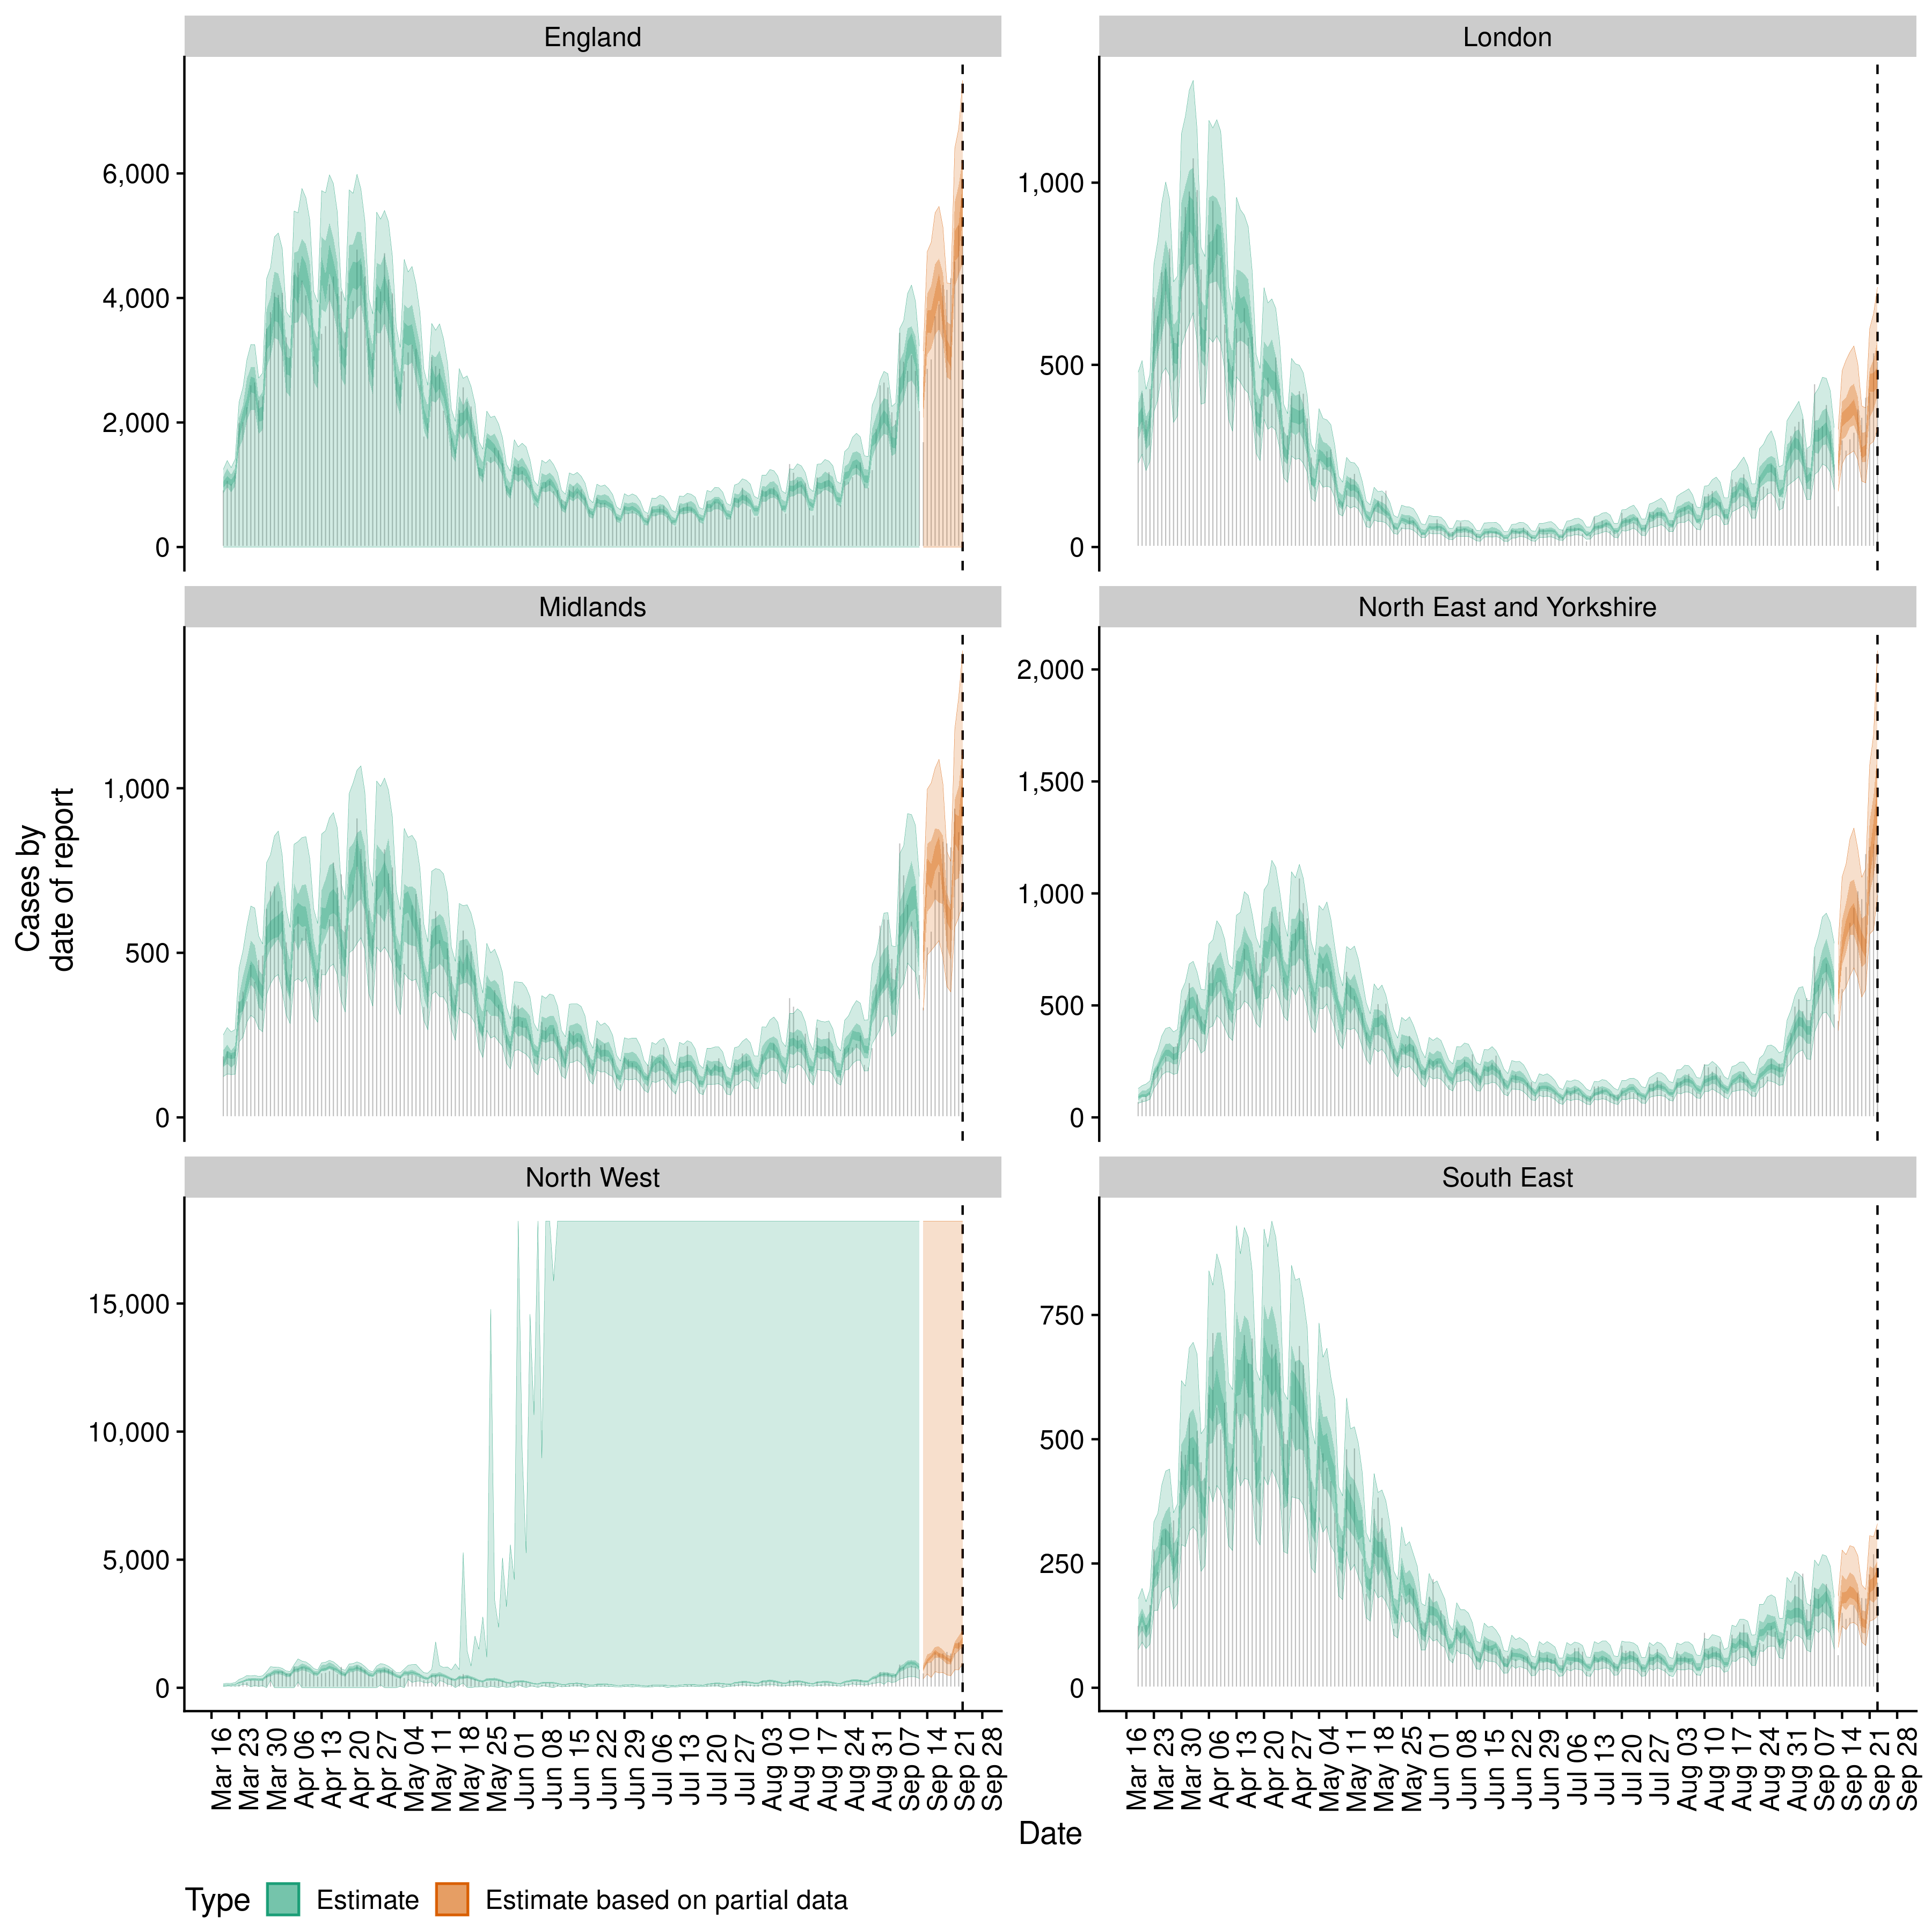 England
London
6,000
4,000
2,000
0
1,000
500
0
Midlands
North East and Yorkshire
Cases by
date of report
1,000
500
0
2,000
1,500
1,000
500
0
North West
South East
15,000
10,000
5,000
0
750
500
250
0
Mar 16
Mar 23
Mar 30
Apr 06
Apr 13
Apr 20
Apr 27
May 04
May 11
May 18
May 25
Jun 01
Jun 08
Jun 15
Jun 22
Jun 29
Jul 06
Jul 13
Jul 20
Jul 27
Aug 03
Aug 10
Aug 17
Aug 24
Aug 31
Sep 07
Sep 14
Sep 21
Sep 28
Mar 16
Mar 23
Mar 30
Apr 06
Apr 13
Apr 20
Apr 27
May 04
May 11
May 18
May 25
Jun 01
Jun 08
Jun 15
Jun 22
Jun 29
Jul 06
Jul 13
Jul 20
Jul 27
Aug 03
Aug 10
Aug 17
Aug 24
Aug 31
Sep 07
Sep 14
Sep 21
Sep 28
Date
Type
Estimate
Estimate based on partial data